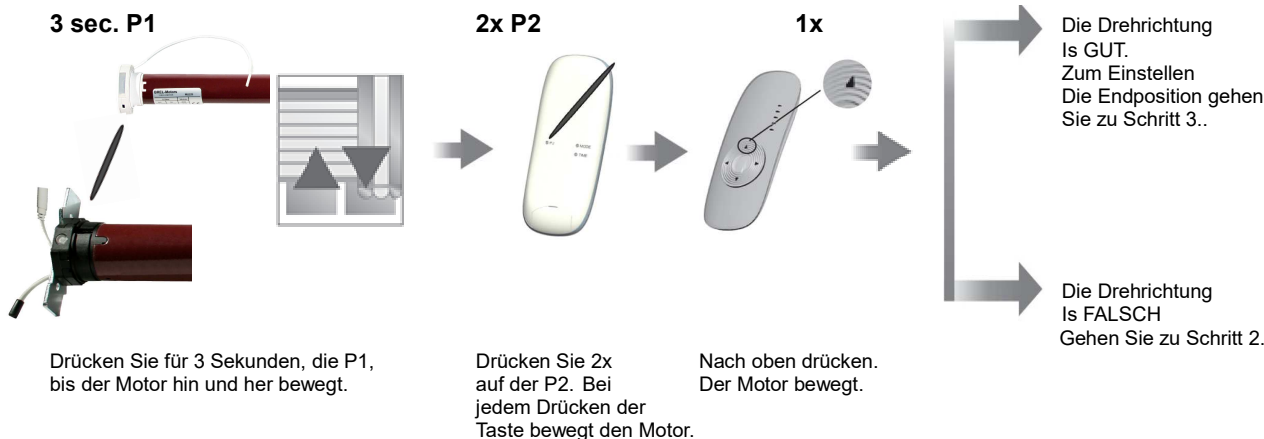 3 sec. P1
2x P2
1x
Die Drehrichtung
Is GUT.
Zum Einstellen
Die Endposition gehen
Sie zu Schritt 3..
Die Drehrichtung
Is FALSCH
Gehen Sie zu Schritt 2.
Drücken Sie für 3 Sekunden, die P1,
bis der Motor hin und her bewegt.
Drücken Sie 2x
auf der P2. Bei
jedem Drücken der
Taste bewegt den Motor.
Nach oben drücken.
Der Motor bewegt.